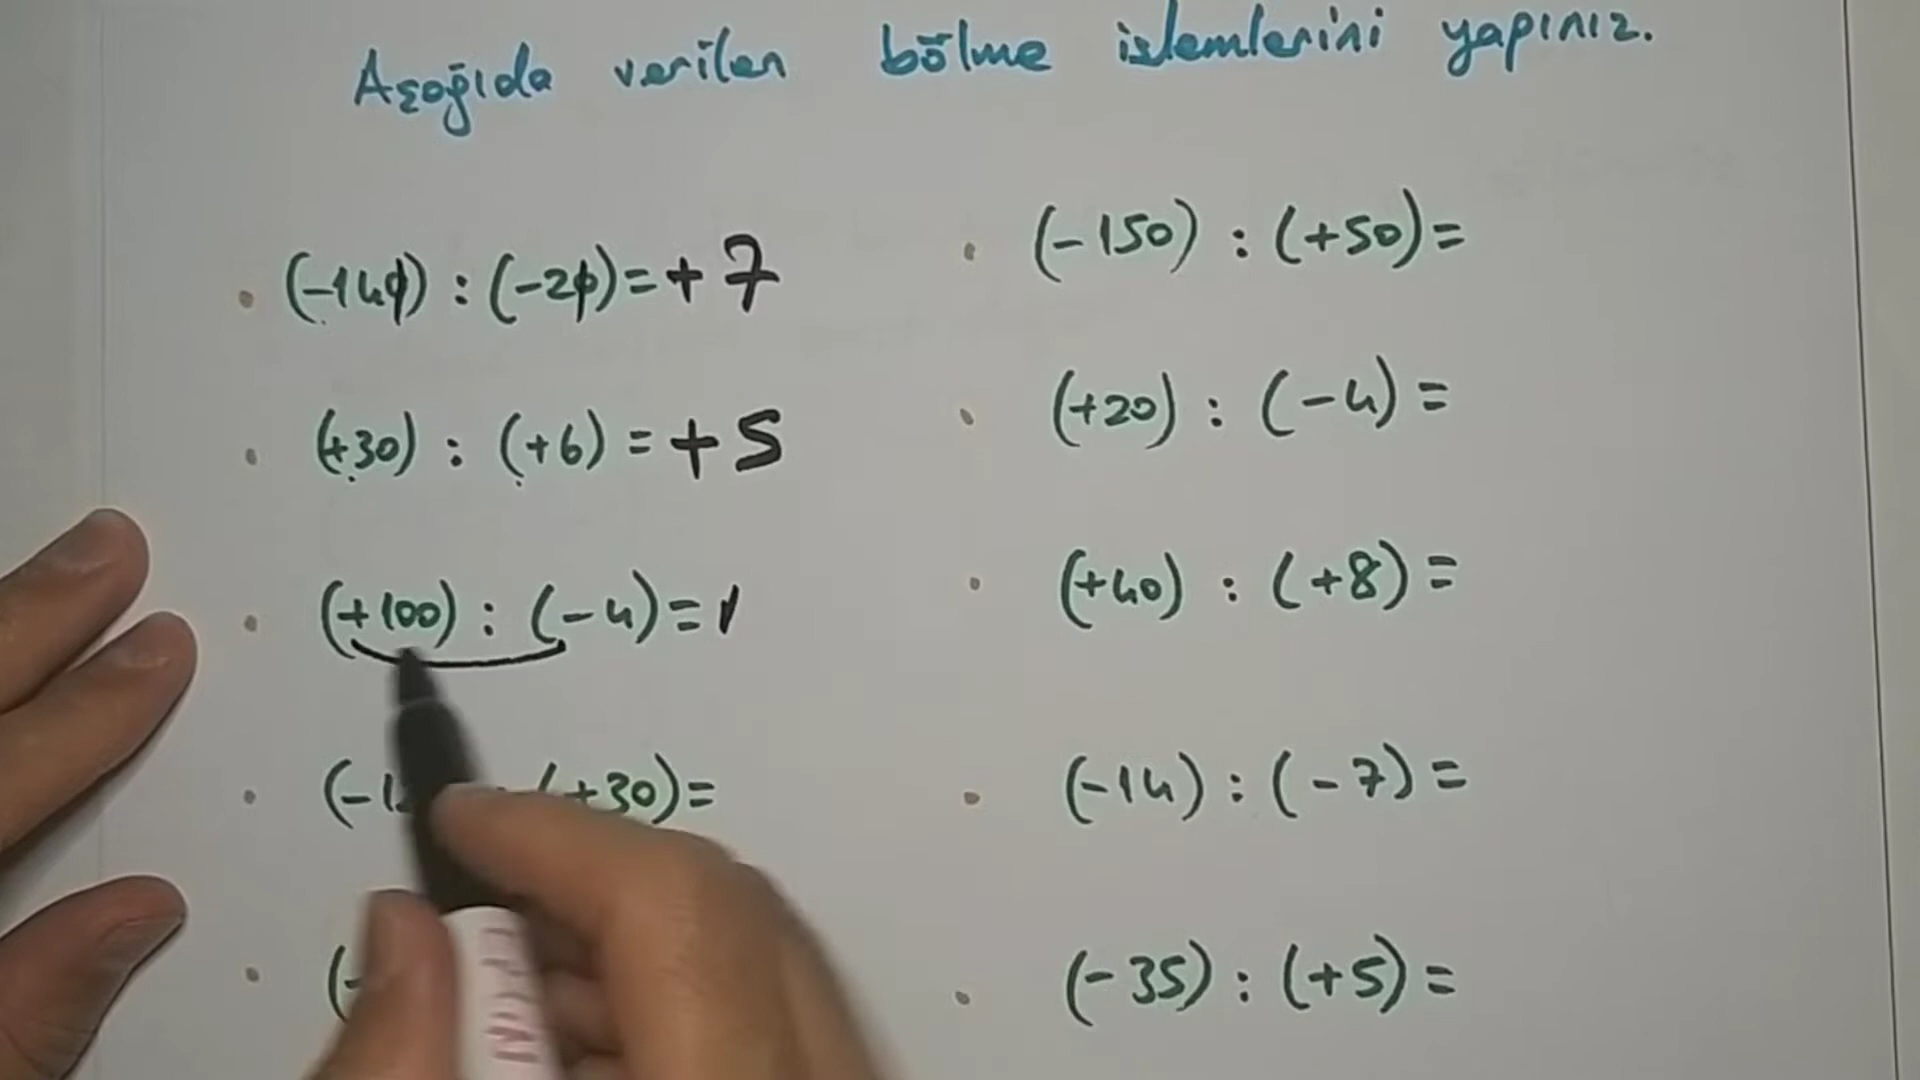 Aşağıda verilen bölme işlemlerini yapınız.
• (-140) : (-20) = +7
• (+30) : (+6) = +5
• (+100) : (-4) =
• (+30) =
• (-150) : (+50) =
• (+20) : (-4) =
• (+40) : (+8) =
• (-14) : (-7) =
• (-35) : (+5) =